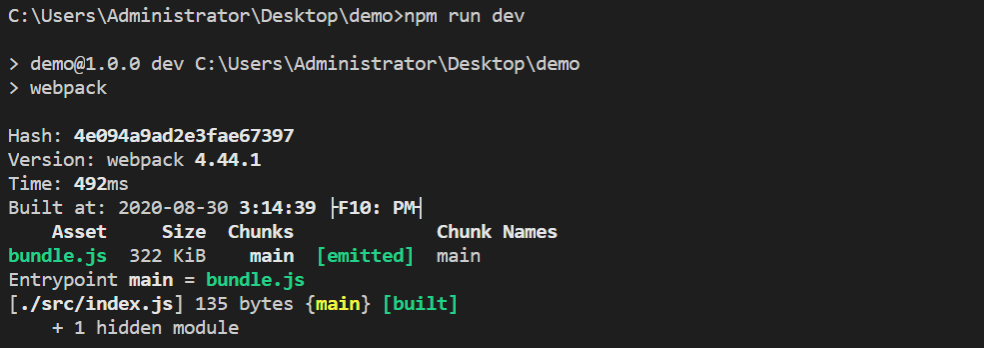 C:\Users\Administrator\Desktop\demo>npm run dev
> demo@1.0.0 dev C:\Users\Administrator\Desktop\demo
> webpack
Hash: 4e094a9ad2e3fae67397
Version: webpack 4.44.1
Time: 492ms
Built at: 2020-08-30 3:14:39 ├F10: PM┤
    Asset     Size  Chunks             Chunk Names
bundle.js  322 KiB    main  [emitted]  main
Entrypoint main = bundle.js
[./src/index.js] 135 bytes {main} [built]
    + 1 hidden module